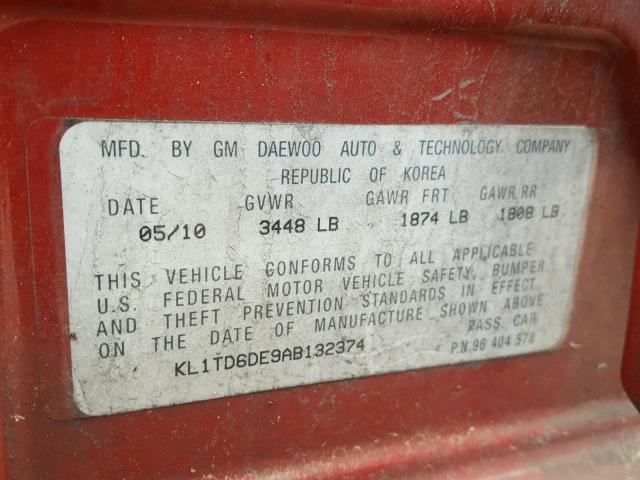 MFD. BY GM DAEWOO AUTO & TECHNOLOGY COMPANY
REPUBLIC OF KOREA
DATE GVWR GAWR FRT GAWR RR
05/10 3448 LB 1874 LB 1808 LB
THIS VEHICLE CONFORMS TO ALL APPLICABLE
U.S. FEDERAL MOTOR VEHICLE SAFETY, BUMPER
AND THEFT PREVENTION STANDARDS IN EFFECT
ON THE DATE OF MANUFACTURE SHOWN ABOVE
PASS CAR
KL1TD6DE9AB132374 P.N.96 404 578